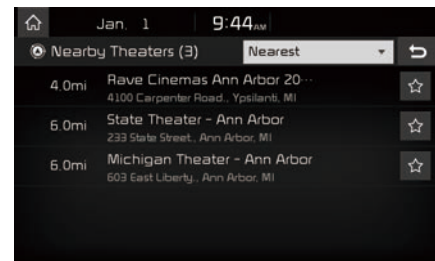 Jan. 1 9:44 AM
Nearby Theaters (3) Nearest
4.0mi Rave Cinemas Ann Arbor 20…
4100 Carpenter Road., Ypsilanti, MI
6.0mi State Theater - Ann Arbor
233 State Street., Ann Arbor, MI
6.0mi Michigan Theater - Ann Arbor
603 East Liberty., Ann Arbor, MI